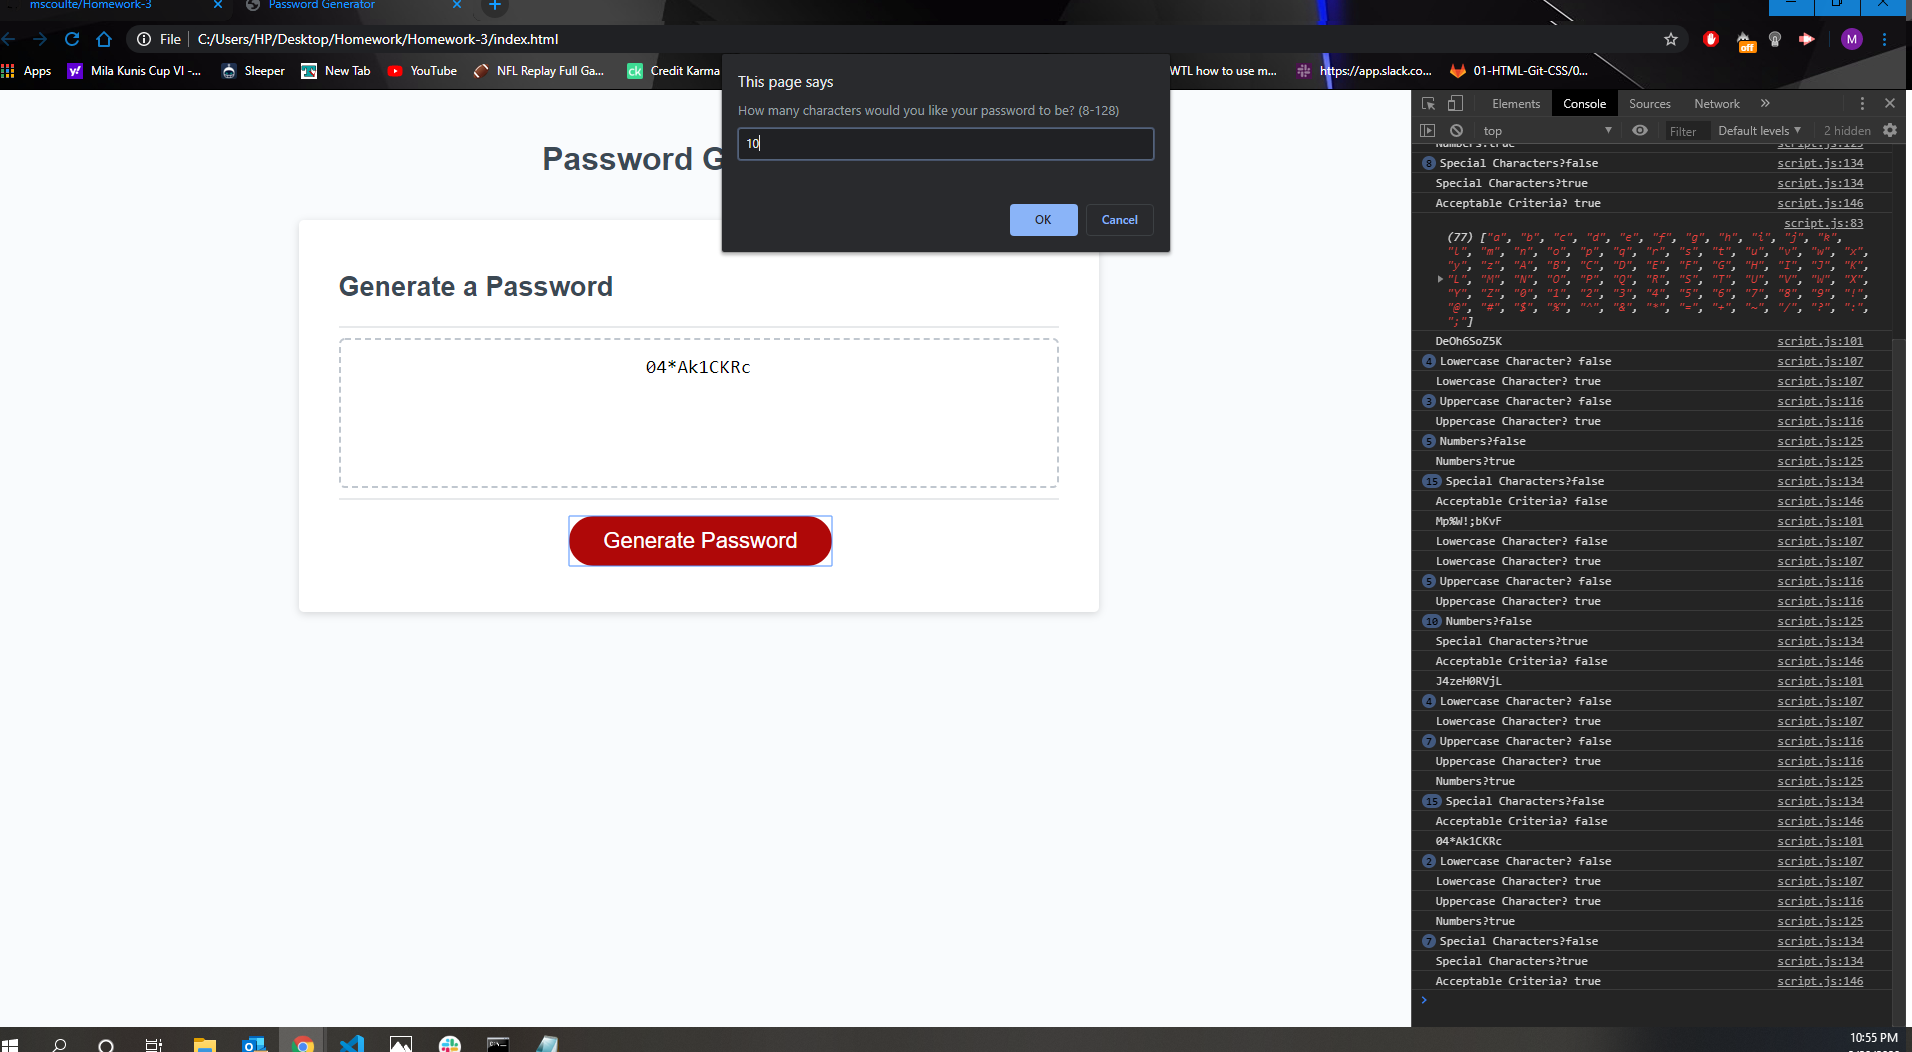 mscoulte/Homework-3
Password Generator
File C:/Users/HP/Desktop/Homework/Homework-3/index.html
off
M
Apps Mila Kunis Cup VI -... Sleeper New Tab YouTube NFL Replay Full Ga... ck Credit Karma WTL how to use m... https://app.slack.co... 01-HTML-Git-CSS/0...
This page says
How many characters would you like your password to be? (8-128)
10
OK Cancel
Password G
Generate a Password
04*Ak1CKRc
Generate Password
Elements Console Sources Network »
top Filter Default levels 2 hidden
Numbers?true script.js:125
8 Special Characters?false script.js:134
Special Characters?true script.js:134
Acceptable Criteria? true script.js:146
script.js:83
(77) ["a", "b", "c", "d", "e", "f", "g", "h", "i", "j", "k",
"l", "m", "n", "o", "p", "q", "r", "s", "t", "u", "v", "w", "x",
"y", "z", "A", "B", "C", "D", "E", "F", "G", "H", "I", "J", "K",
"L", "M", "N", "O", "P", "Q", "R", "S", "T", "U", "V", "W", "X",
"Y", "Z", "0", "1", "2", "3", "4", "5", "6", "7", "8", "9", "!",
"@", "#", "$", "%", "^", "&", "*", "=", "+", "~", "/", "?", ":",
";"]
DeOh6SoZ5K script.js:101
4 Lowercase Character? false script.js:107
Lowercase Character? true script.js:107
3 Uppercase Character? false script.js:116
Uppercase Character? true script.js:116
5 Numbers?false script.js:125
Numbers?true script.js:125
15 Special Characters?false script.js:134
Acceptable Criteria? false script.js:146
Mp%W!;bKvF script.js:101
Lowercase Character? false script.js:107
Lowercase Character? true script.js:107
5 Uppercase Character? false script.js:116
Uppercase Character? true script.js:116
10 Numbers?false script.js:125
Special Characters?true script.js:134
Acceptable Criteria? false script.js:146
J4zeH0RVjL script.js:101
4 Lowercase Character? false script.js:107
Lowercase Character? true script.js:107
7 Uppercase Character? false script.js:116
Uppercase Character? true script.js:116
Numbers?true script.js:125
15 Special Characters?false script.js:134
Acceptable Criteria? false script.js:146
04*Ak1CKRc script.js:101
2 Lowercase Character? false script.js:107
Lowercase Character? true script.js:107
Uppercase Character? true script.js:116
Numbers?true script.js:125
7 Special Characters?false script.js:134
Special Characters?true script.js:134
Acceptable Criteria? true script.js:146
10:55 PM